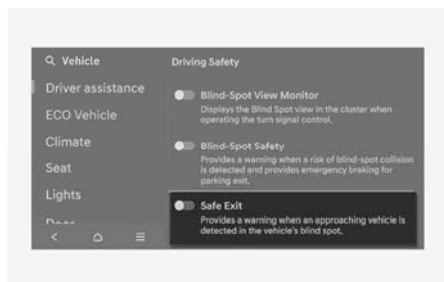 Vehicle
Driver assistance
ECO Vehicle
Climate
Seat
Lights
Door
Driving Safety
Blind-Spot View Monitor
Displays the Blind Spot view in the cluster when
operating the turn signal control.
Blind-Spot Safety
Provides a warning when a risk of blind-spot collision
is detected and provides emergency braking for
parking exit.
Safe Exit
Provides a warning when an approaching vehicle is
detected in the vehicle's blind spot.